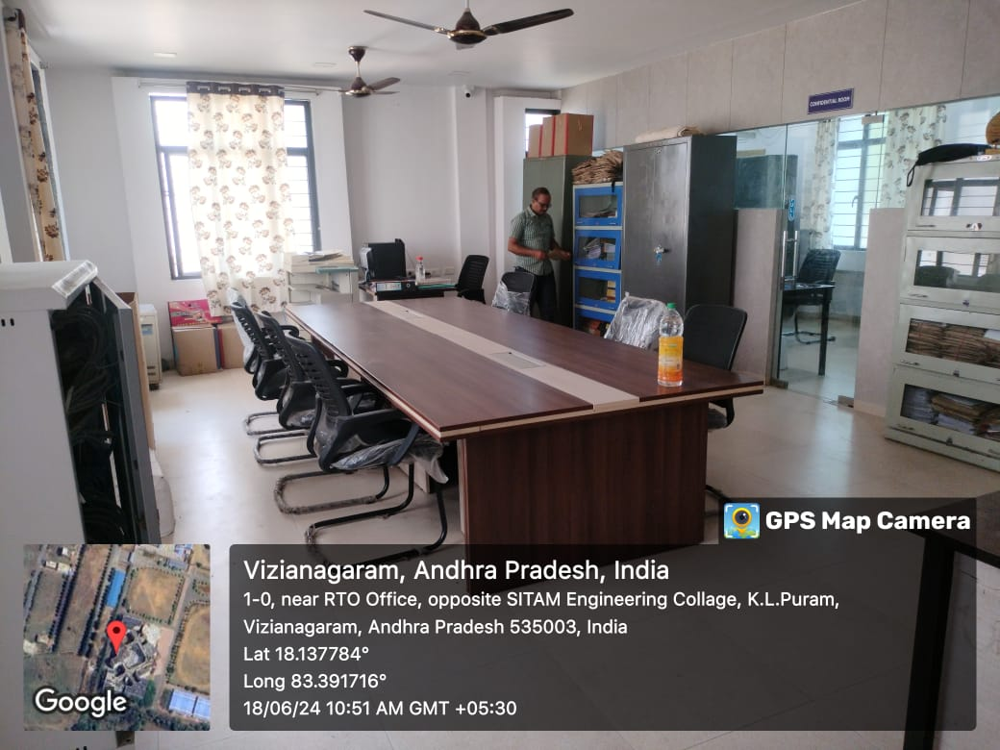 CONFIDENTIAL ROOM
GPS Map Camera
Vizianagaram, Andhra Pradesh, India
1-0, near RTO Office, opposite SITAM Engineering Collage, K.L.Puram,
Vizianagaram, Andhra Pradesh 535003, India
Lat 18.137784°
Long 83.391716°
18/06/24 10:51 AM GMT +05:30
Google